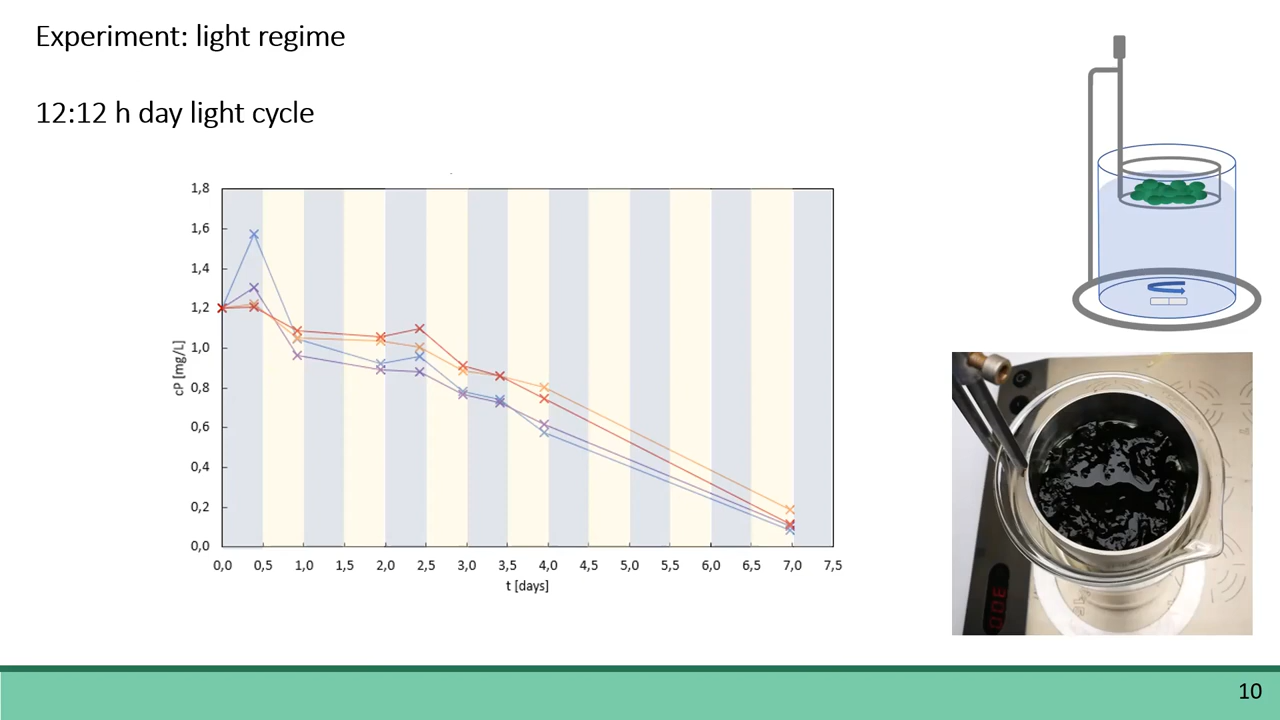 Experiment: light regime
12:12 h day light cycle
1,8
1,6
1,4
1,2
1,0
0,8
0,6
0,4
0,2
0,0
cP [mg/L]
0,0 0,5 1,0 1,5 2,0 2,5 3,0 3,5 4,0 4,5 5,0 5,5 6,0 6,5 7,0 7,5
t [days]
300
10